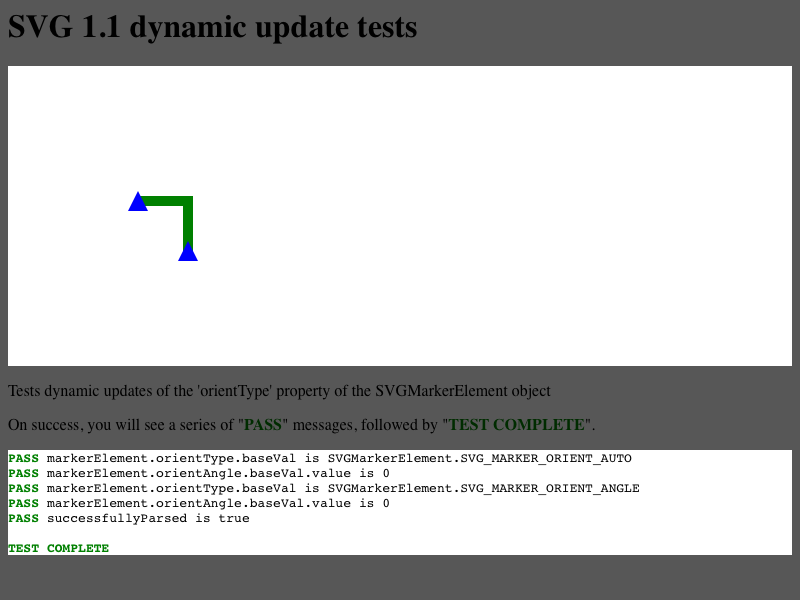 SVG 1.1 dynamic update tests
Tests dynamic updates of the 'orientType' property of the SVGMarkerElement object
On success, you will see a series of "PASS" messages, followed by "TEST COMPLETE".
PASS markerElement.orientType.baseVal is SVGMarkerElement.SVG_MARKER_ORIENT_AUTO
PASS markerElement.orientAngle.baseVal.value is 0
PASS markerElement.orientType.baseVal is SVGMarkerElement.SVG_MARKER_ORIENT_ANGLE
PASS markerElement.orientAngle.baseVal.value is 0
PASS successfullyParsed is true
TEST COMPLETE